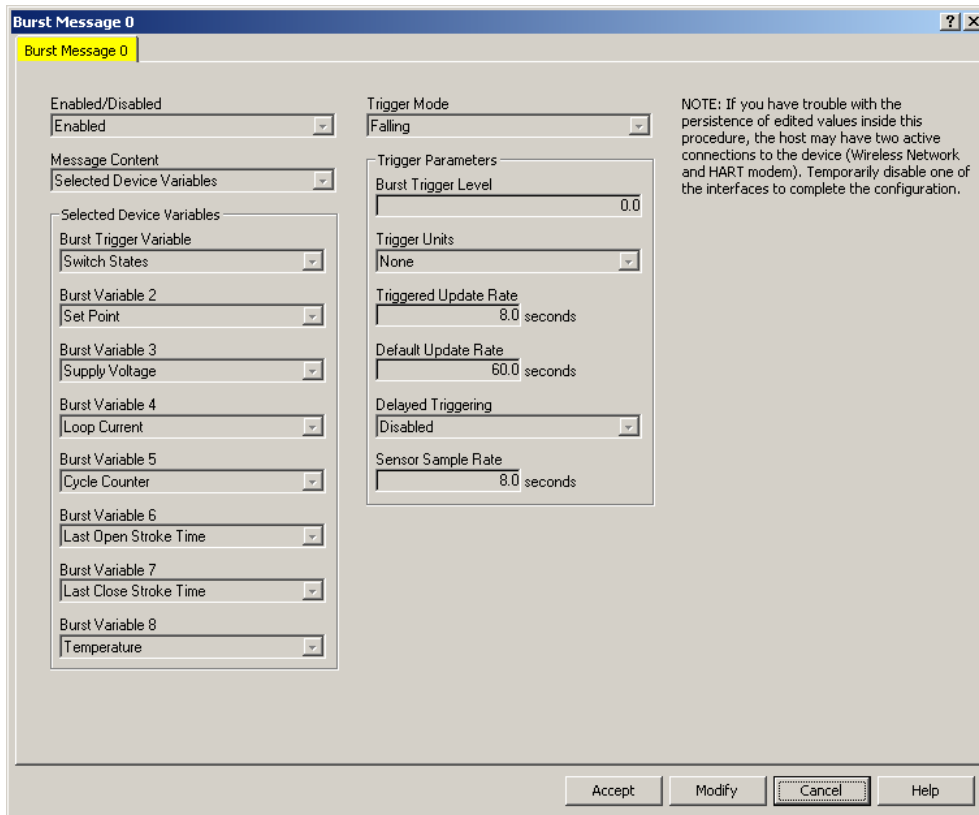 Burst Message 0
Burst Message 0
Enabled/Disabled
Enabled
Message Content
Selected Device Variables
Selected Device Variables
Burst Trigger Variable
Switch States
Burst Variable 2
Set Point
Burst Variable 3
Supply Voltage
Burst Variable 4
Loop Current
Burst Variable 5
Cycle Counter
Burst Variable 6
Last Open Stroke Time
Burst Variable 7
Last Close Stroke Time
Burst Variable 8
Temperature
Trigger Mode
Falling
Trigger Parameters
Burst Trigger Level
0.0
Trigger Units
None
Triggered Update Rate
8.0 seconds
Default Update Rate
60.0 seconds
Delayed Triggering
Disabled
Sensor Sample Rate
8.0 seconds
NOTE: If you have trouble with the
persistence of edited values inside this
procedure, the host may have two active
connections to the device (Wireless Network
and HART modem). Temporarily disable one of
the interfaces to complete the configuration.
Accept
Modify
Cancel
Help